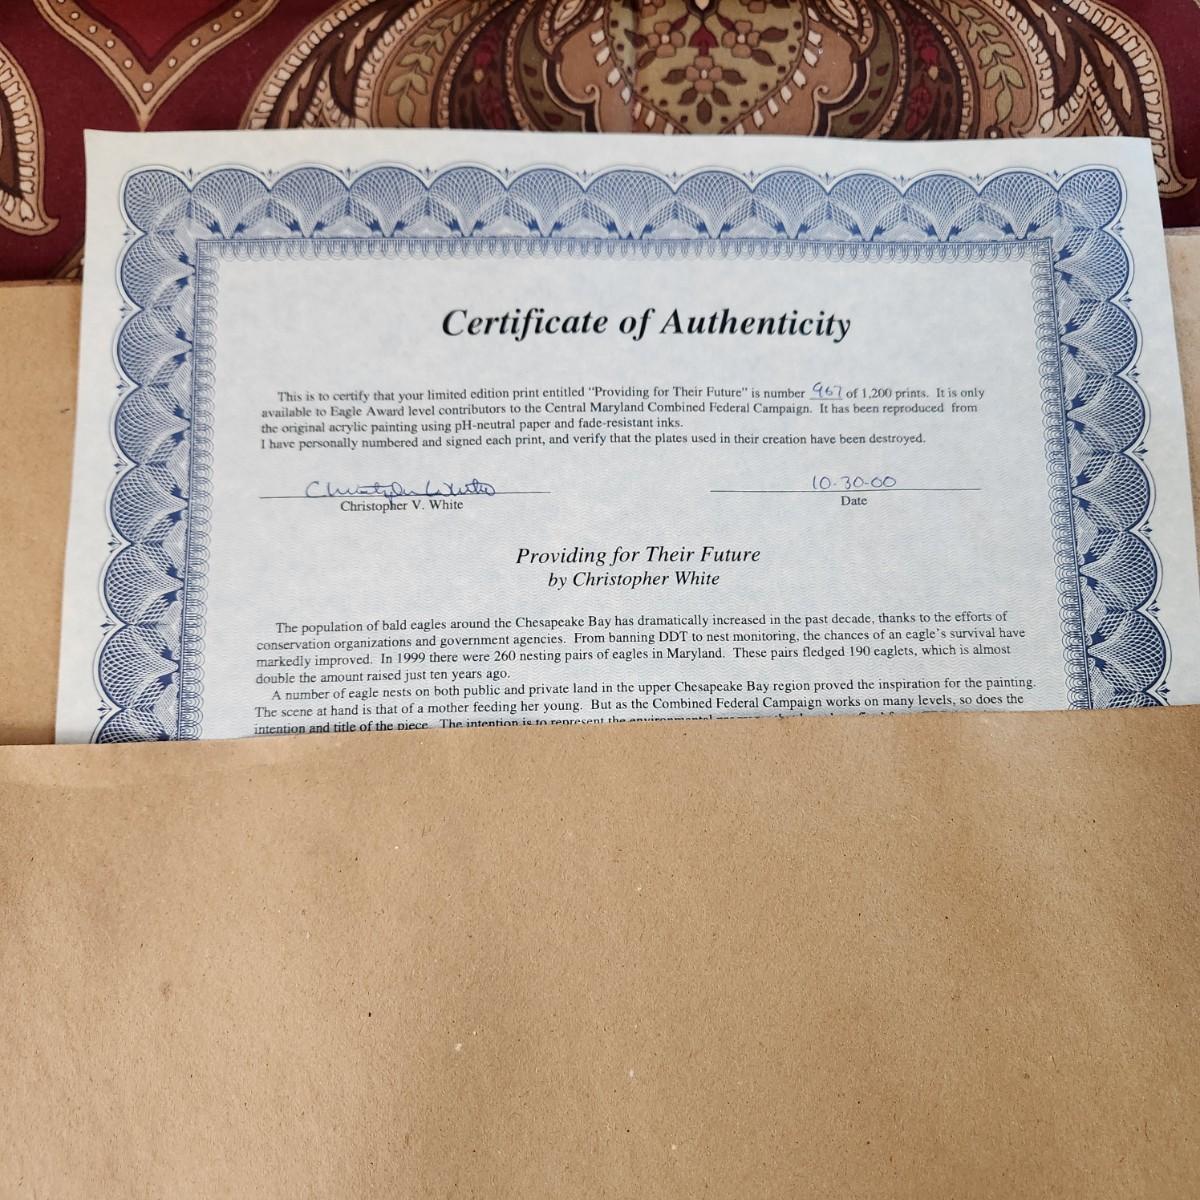 Certificate of Authenticity
This is to certify that your limited edition print entitled "Providing for Their Future" is number 967 of 1,200 prints. It is only
available to Eagle Award level contributors to the Central Maryland Combined Federal Campaign. It has been reproduced from
the original acrylic painting using pH-neutral paper and fade-resistant inks.
I have personally numbered and signed each print, and verify that the plates used in their creation have been destroyed.
Christopher V. White
10-30-00
Christopher V. White
Date
Providing for Their Future
by Christopher White
The population of bald eagles around the Chesapeake Bay has dramatically increased in the past decade, thanks to the efforts of
conservation organizations and government agencies. From banning DDT to nest monitoring, the chances of an eagle's survival have
markedly improved. In 1999 there were 260 nesting pairs of eagles in Maryland. These pairs fledged 190 eaglets, which is almost
double the amount raised just ten years ago.
A number of eagle nests on both public and private land in the upper Chesapeake Bay region proved the inspiration for the painting.
The scene at hand is that of a mother feeding her young. But as the Combined Federal Campaign works on many levels, so does the
intention and title of the piece. The intention is to represent the environmental